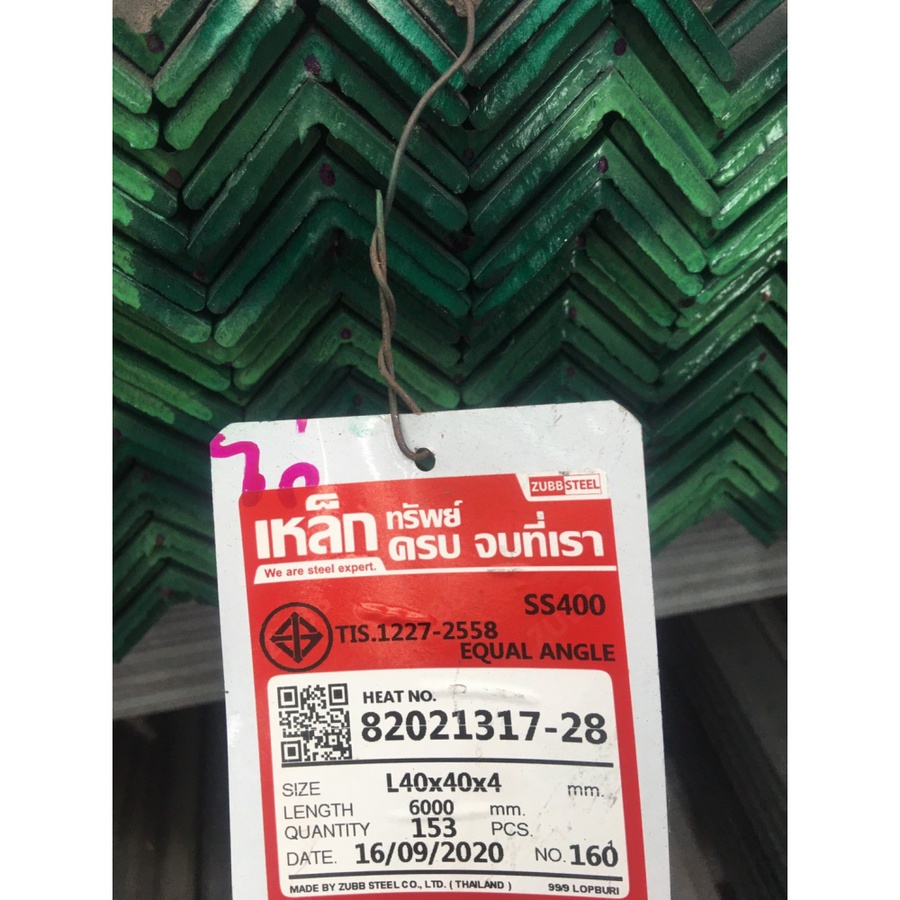 ZUBB STEEL
เหล็ก ทรัพย์
ครบ จบที่เรา
We are steel expert.
SS400
TIS.1227-2558
EQUAL ANGLE
HEAT NO.
82021317-28
SIZE L40x40x4 mm.
LENGTH 6000 mm.
QUANTITY 153 PCS.
DATE. 16/09/2020 NO. 160
MADE BY ZUBB STEEL CO., LTD. ( THAILAND ) 99/9 LOPBURI